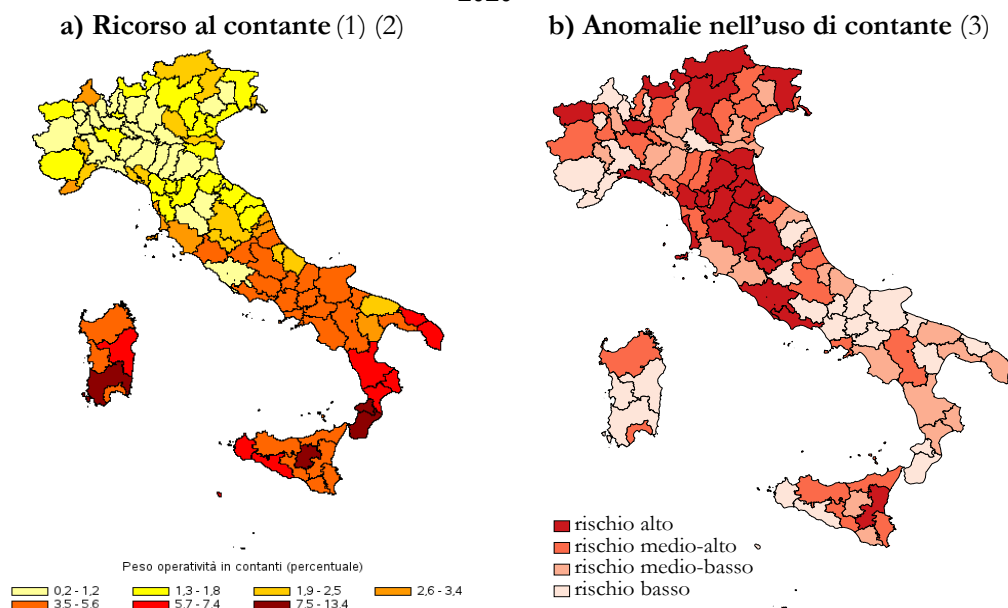 a) Ricorso al contante (1) (2)
b) Anomalie nell'uso di contante (3)
rischio alto
rischio medio-alto
rischio medio-basso
rischio basso
Peso operatività in contanti (percentuale)
0,2 - 1,2 1,3 - 1,8 1,9 - 2,5 2,6 - 3,4
3.5 - 5.6 5.7 - 7.4 7.5 - 13.4